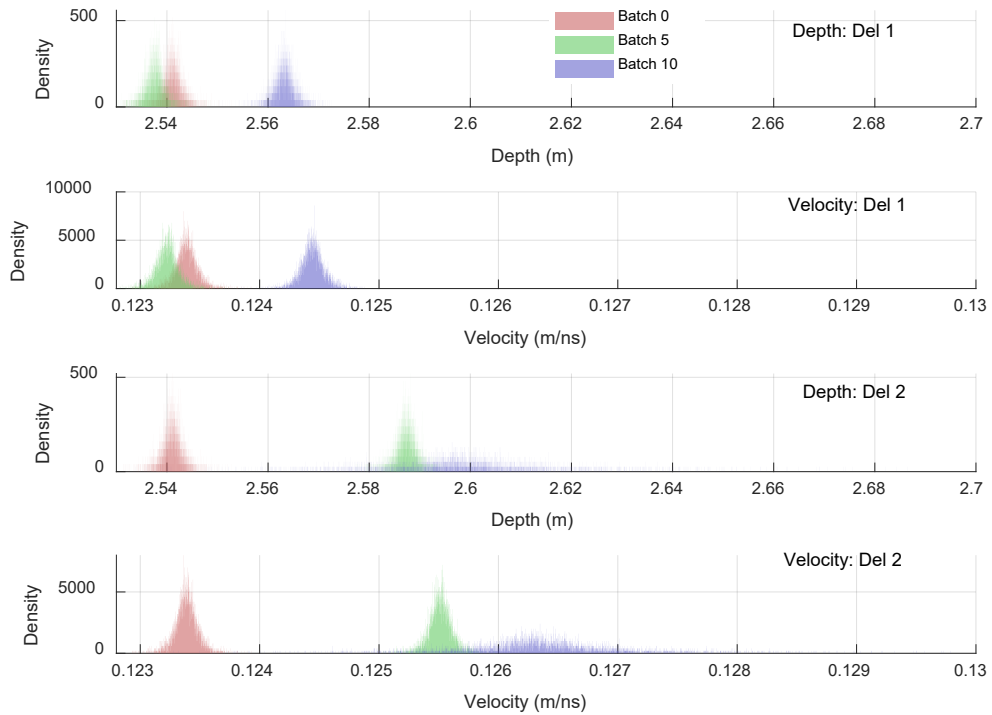 500
Density
0
Batch 0
Batch 5
Batch 10
Depth: Del 1
2.54 2.56 2.58 2.6 2.62 2.64 2.66 2.68 2.7
Depth (m)
10000
5000
0
Density
Velocity: Del 1
0.123 0.124 0.125 0.126 0.127 0.128 0.129 0.13
Velocity (m/ns)
500
Density
0
Depth: Del 2
2.54 2.56 2.58 2.6 2.62 2.64 2.66 2.68 2.7
Depth (m)
5000
Density
0
Velocity: Del 2
0.123 0.124 0.125 0.126 0.127 0.128 0.129 0.13
Velocity (m/ns)